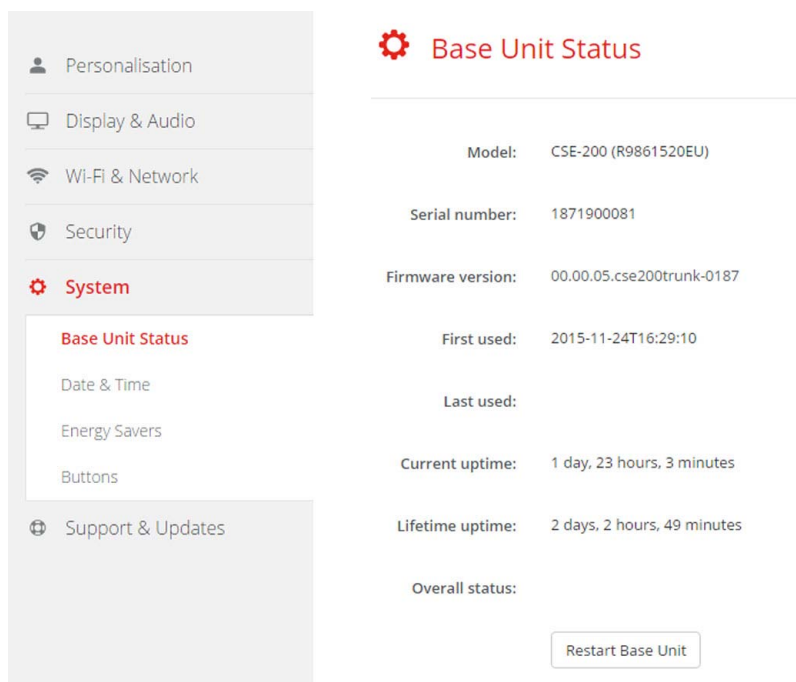 Personalisation
Display & Audio
Wi-Fi & Network
Security
System
Base Unit Status
Date & Time
Energy Savers
Buttons
Support & Updates
Base Unit Status
Model: CSE-200 (R9861520EU)
Serial number: 1871900081
Firmware version: 00.00.05.cse200trunk-0187
First used: 2015-11-24T16:29:10
Last used:
Current uptime: 1 day, 23 hours, 3 minutes
Lifetime uptime: 2 days, 2 hours, 49 minutes
Overall status:
Restart Base Unit